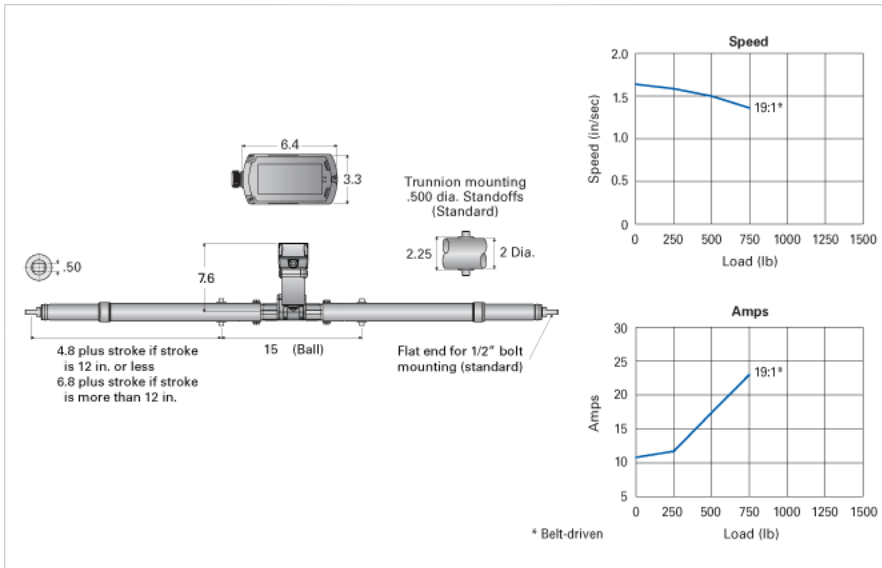 6.4
3.3
Trunnion mounting
.500 dia. Standoffs
(Standard)
2.25
2 Dia.
.50
7.6
4.8 plus stroke if stroke
is 12 in. or less
6.8 plus stroke if stroke
is more than 12 in.
15 (Ball)
Flat end for 1/2" bolt
mounting (standard)
Speed
2.0
1.5
1.0
0.5
0
Speed (in/sec)
19:1*
0 250 500 750 1000 1250 1500
Load (lb)
Amps
30
25
20
15
10
5
Amps
19:1*
0 250 500 750 1000 1250 1500
Load (lb)
* Belt-driven